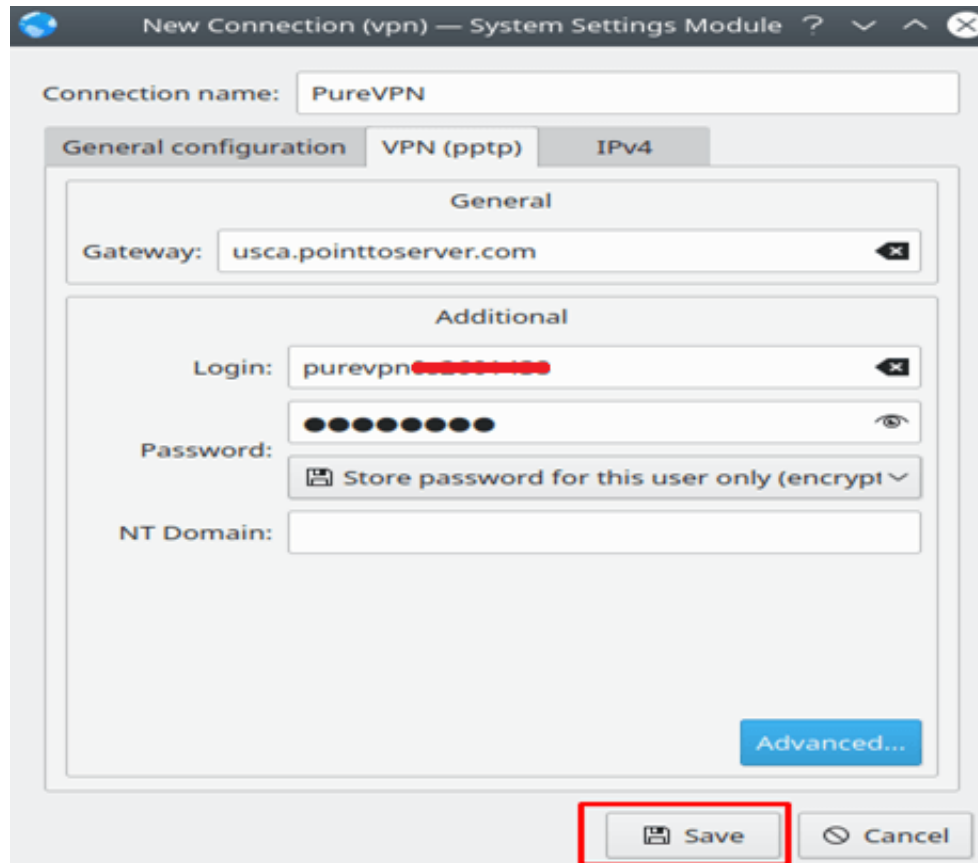 New Connection (vpn) — System Settings Module
Connection name: PureVPN
General configuration VPN (pptp) IPv4
General
Gateway: usca.pointtoserver.com
Additional
Login: purevpn
Password: ●●●●●●●●
Store password for this user only (encrypt
NT Domain:
Advanced...
Save Cancel